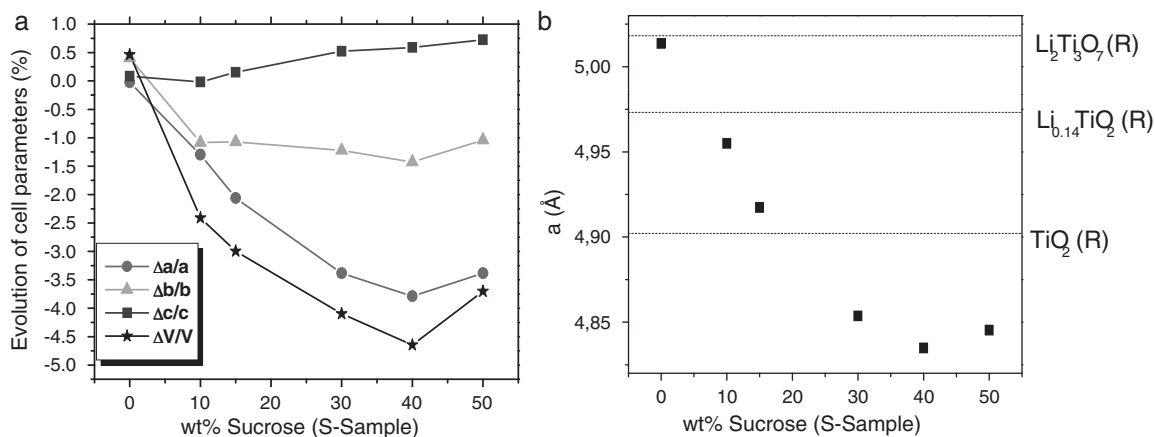 a
Evolution of cell parameters (%)
1.0
0.5
0.0
-0.5
-1.0
-1.5
-2.0
-2.5
-3.0
-3.5
-4.0
-4.5
-5.0
Δa/a
Δb/b
Δc/c
ΔV/V
0 10 20 30 40 50
wt% Sucrose (S-Sample)
b
a (Å)
5,00
4,95
4,90
4,85
Li₂Ti₃O₇ (R)
Li₀.₁₄TiO₂ (R)
TiO₂ (R)
0 10 20 30 40 50
wt% Sucrose (S-Sample)